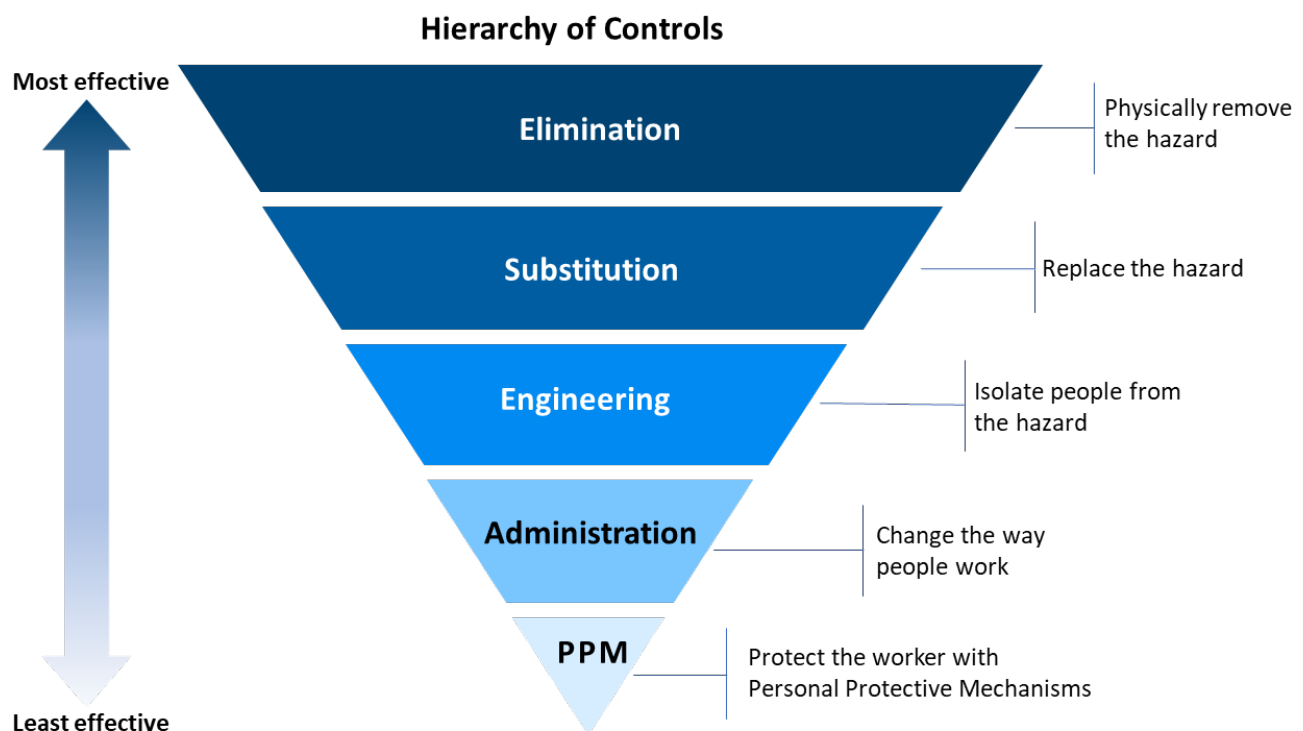 Hierarchy of Controls
Most effective
Elimination
Physically remove
the hazard
Substitution
Replace the hazard
Engineering
Isolate people from
the hazard
Administration
Change the way
people work
PPM
Protect the worker with
Personal Protective Mechanisms
Least effective